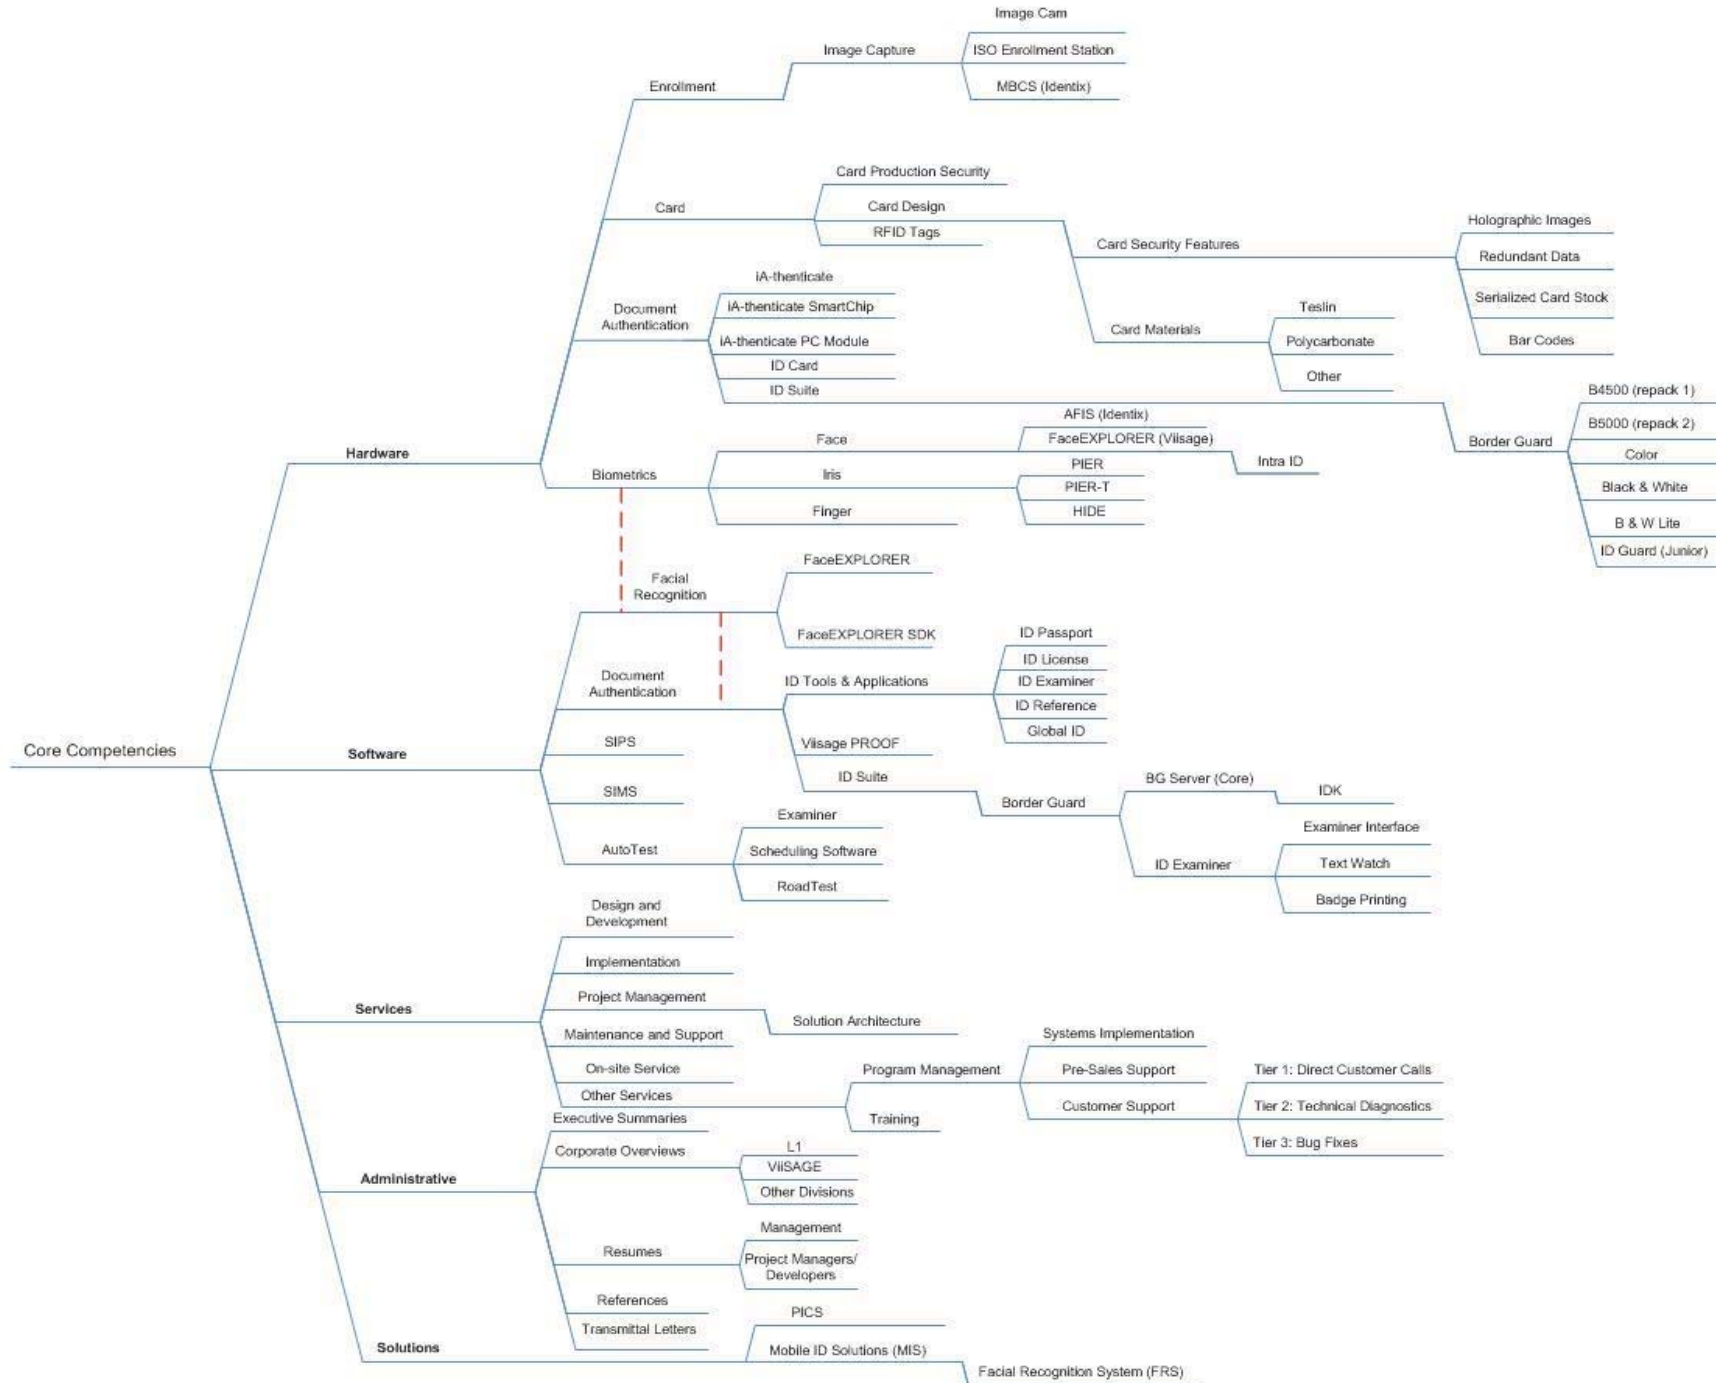 Core Competencies
Hardware
Enrollment
Image Capture
Image Cam
ISO Enrollment Station
MBCS (Identix)
Card
Card Production Security
Card Design
RFID Tags
Card Security Features
Holographic Images
Redundant Data
Serialized Card Stock
Bar Codes
Card Materials
Teslin
Polycarbonate
Other
Document
Authentication
iA-thenticate
iA-thenticate SmartChip
iA-thenticate PC Module
ID Card
ID Suite
Border Guard
B4500 (repack 1)
B5000 (repack 2)
Color
Black & White
B & W Lite
ID Guard (Junior)
Biometrics
Face
AFIS (Identix)
FaceEXPLORER (Viisage)
Intra ID
Iris
PIER
PIER-T
HIDE
Finger
Software
Facial
Recognition
FaceEXPLORER
FaceEXPLORER SDK
Document
Authentication
ID Tools & Applications
ID Passport
ID License
ID Examiner
ID Reference
Global ID
Viisage PROOF
ID Suite
Border Guard
BG Server (Core)
IDK
ID Examiner
Examiner Interface
Text Watch
Badge Printing
SIPS
SIMS
AutoTest
Examiner
Scheduling Software
RoadTest
Services
Design and
Development
Implementation
Project Management
Solution Architecture
Maintenance and Support
On-site Service
Other Services
Program Management
Systems Implementation
Pre-Sales Support
Customer Support
Tier 1: Direct Customer Calls
Tier 2: Technical Diagnostics
Tier 3: Bug Fixes
Training
Administrative
Executive Summaries
Corporate Overviews
L1
ViiSAGE
Other Divisions
Resumes
Management
Project Managers/
Developers
References
Transmittal Letters
Solutions
PICS
Mobile ID Solutions (MIS)
Facial Recognition System (FRS)